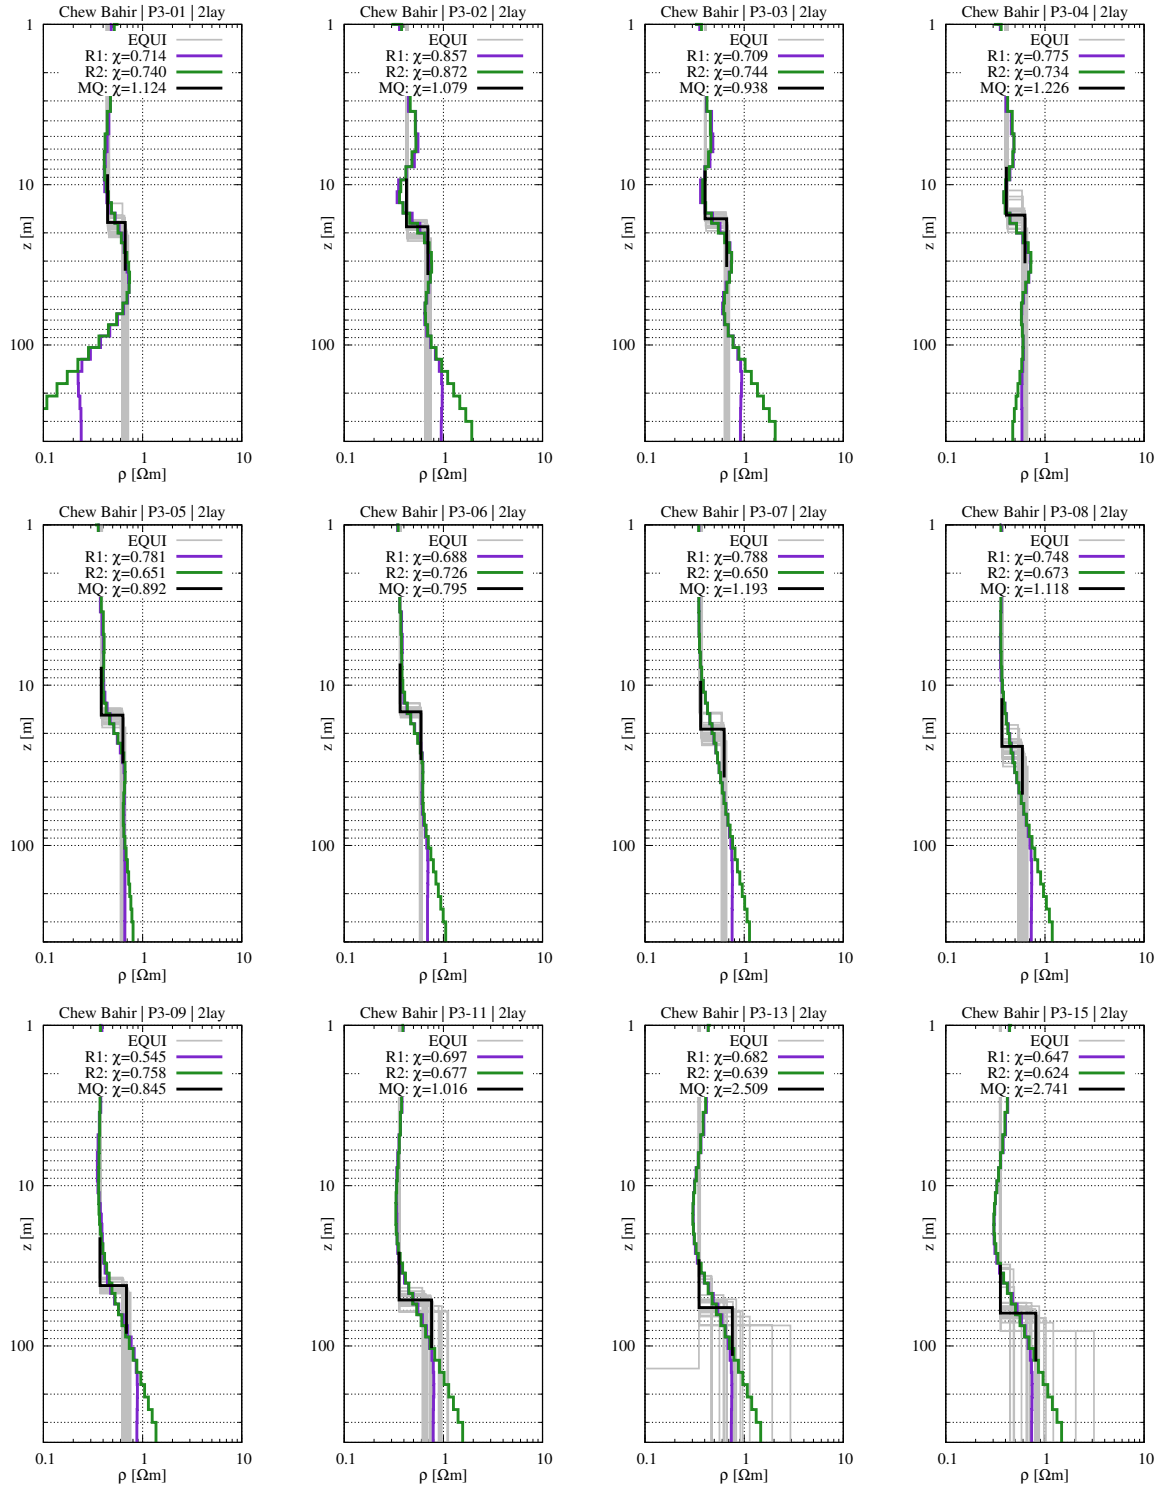 Chew Bahir | P3-01 | 2lay
EQUI
R1: χ=0.714
R2: χ=0.740
MQ: χ=1.124
1
10
100
z [m]
0.1 1 10
ρ [Ωm]
Chew Bahir | P3-02 | 2lay
EQUI
R1: χ=0.857
R2: χ=0.872
MQ: χ=1.079
1
10
100
z [m]
0.1 1 10
ρ [Ωm]
Chew Bahir | P3-03 | 2lay
EQUI
R1: χ=0.709
R2: χ=0.744
MQ: χ=0.938
1
10
100
z [m]
0.1 1 10
ρ [Ωm]
Chew Bahir | P3-04 | 2lay
EQUI
R1: χ=0.775
R2: χ=0.734
MQ: χ=1.226
1
10
100
z [m]
0.1 1 10
ρ [Ωm]
Chew Bahir | P3-05 | 2lay
EQUI
R1: χ=0.781
R2: χ=0.651
MQ: χ=0.892
1
10
100
z [m]
0.1 1 10
ρ [Ωm]
Chew Bahir | P3-06 | 2lay
EQUI
R1: χ=0.688
R2: χ=0.726
MQ: χ=0.795
1
10
100
z [m]
0.1 1 10
ρ [Ωm]
Chew Bahir | P3-07 | 2lay
EQUI
R1: χ=0.788
R2: χ=0.650
MQ: χ=1.193
1
10
100
z [m]
0.1 1 10
ρ [Ωm]
Chew Bahir | P3-08 | 2lay
EQUI
R1: χ=0.748
R2: χ=0.673
MQ: χ=1.118
1
10
100
z [m]
0.1 1 10
ρ [Ωm]
Chew Bahir | P3-09 | 2lay
EQUI
R1: χ=0.545
R2: χ=0.758
MQ: χ=0.845
1
10
100
z [m]
0.1 1 10
ρ [Ωm]
Chew Bahir | P3-11 | 2lay
EQUI
R1: χ=0.697
R2: χ=0.677
MQ: χ=1.016
1
10
100
z [m]
0.1 1 10
ρ [Ωm]
Chew Bahir | P3-13 | 2lay
EQUI
R1: χ=0.682
R2: χ=0.639
MQ: χ=2.509
1
10
100
z [m]
0.1 1 10
ρ [Ωm]
Chew Bahir | P3-15 | 2lay
EQUI
R1: χ=0.647
R2: χ=0.624
MQ: χ=2.741
1
10
100
z [m]
0.1 1 10
ρ [Ωm]